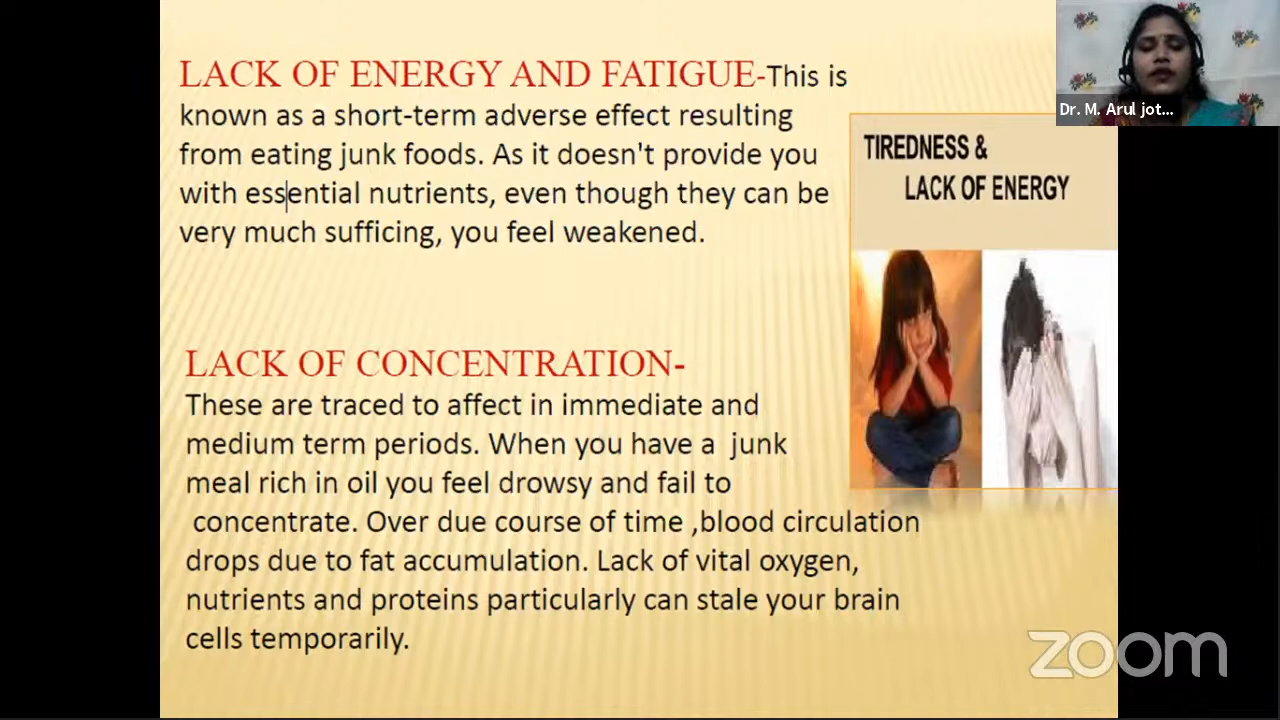 LACK OF ENERGY AND FATIGUE-This is
known as a short-term adverse effect resulting
from eating junk foods. As it doesn't provide you
with essential nutrients, even though they can be
very much sufficing, you feel weakened.
LACK OF CONCENTRATION-
These are traced to affect in immediate and
medium term periods. When you have a junk
meal rich in oil you feel drowsy and fail to
concentrate. Over due course of time ,blood circulation
drops due to fat accumulation. Lack of vital oxygen,
nutrients and proteins particularly can stale your brain
cells temporarily.
TIREDNESS &
LACK OF ENERGY
Dr. M. Arul jot...
zoom